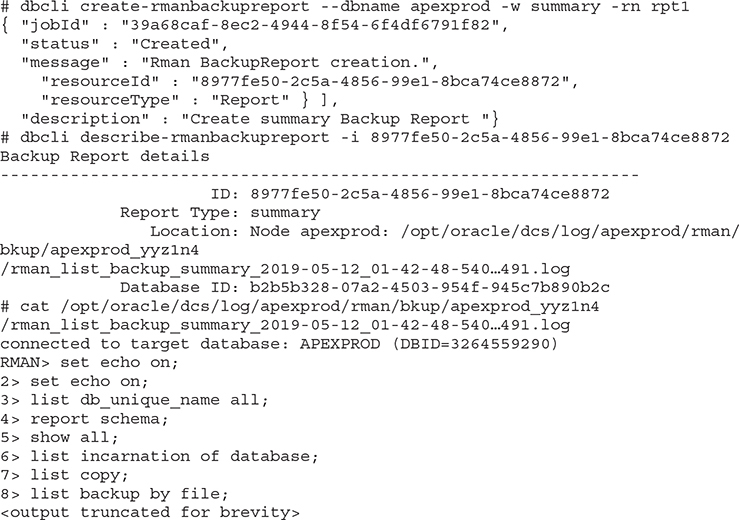 # dbcli create-rmanbackupreport --dbname apexprod -w summary -rn rpt1
{ "jobId" : "39a68caf-8ec2-4944-8f54-6f4df6791f82",
"status" : "Created",
"message" : "Rman BackupReport creation.",
"resourceId" : "8977fe50-2c5a-4856-99e1-8bca74ce8872",
"resourceType" : "Report" } ],
"description" : "Create summary Backup Report "}
# dbcli describe-rmanbackupreport -i 8977fe50-2c5a-4856-99e1-8bca74ce8872
Backup Report details
----------------------------------------------------------------
ID: 8977fe50-2c5a-4856-99e1-8bca74ce8872
Report Type: summary
Location: Node apexprod: /opt/oracle/dcs/log/apexprod/rman/
bkup/apexprod_yyz1n4
/rman_list_backup_summary_2019-05-12_01-42-48-540…491.log
Database ID: b2b5b328-07a2-4503-954f-945c7b890b2c
# cat /opt/oracle/dcs/log/apexprod/rman/bkup/apexprod_yyz1n4
/rman_list_backup_summary_2019-05-12_01-42-48-540…491.log
connected to target database: APEXPROD (DBID=3264559290)
RMAN> set echo on;
2> set echo on;
3> list db_unique_name all;
4> report schema;
5> show all;
6> list incarnation of database;
7> list copy;
8> list backup by file;
<output truncated for brevity>